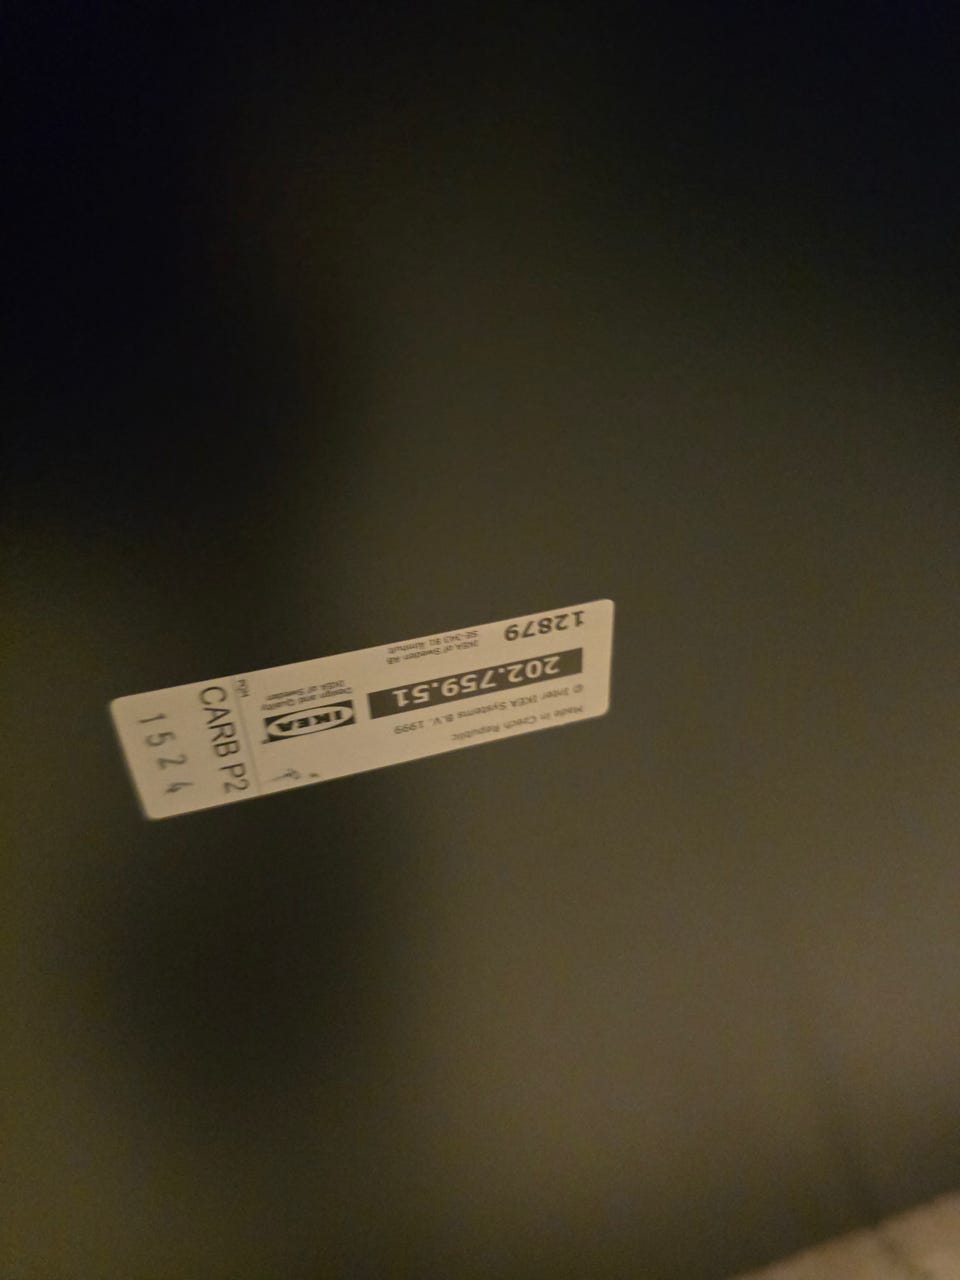 Made in Czech Republic
© Inter IKEA Systems B.V. 1999
202.759.51
IKEA
Design and Quality
IKEA of Sweden
12879
IKEA of Sweden AB
SE-343 81 Älmhult
CARB P2
1524